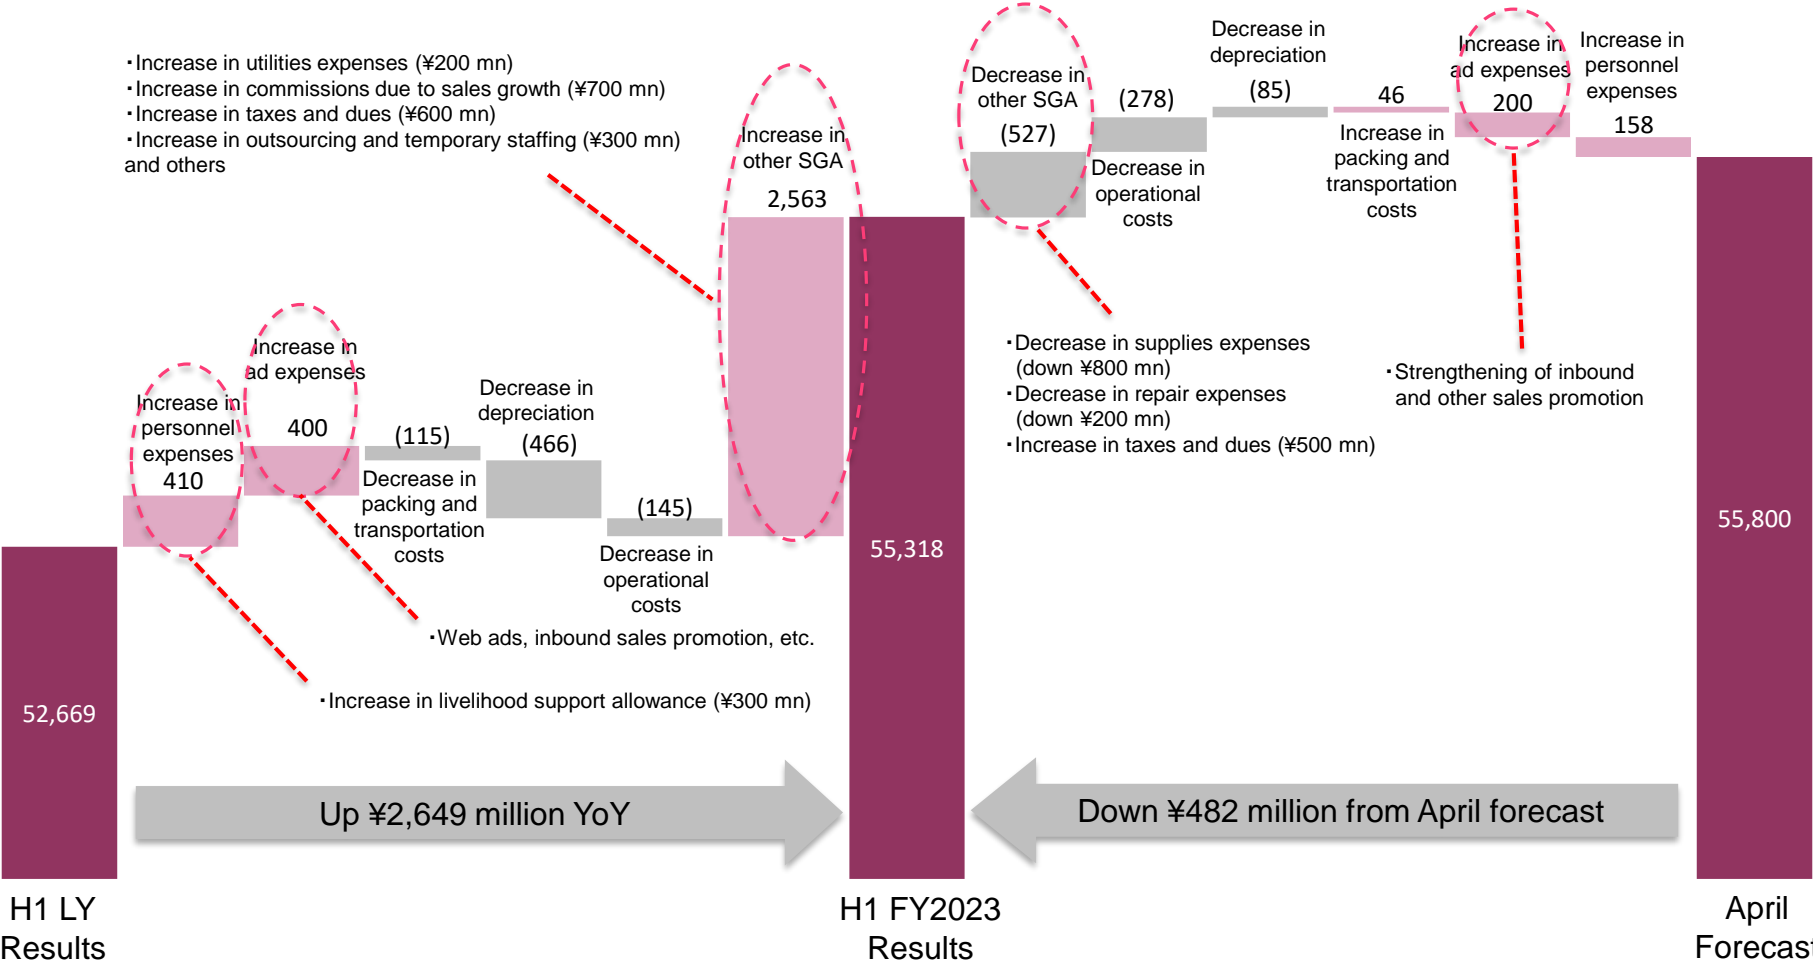 ・Increase in utilities expenses (¥200 mn)
・Increase in commissions due to sales growth (¥700 mn)
・Increase in taxes and dues (¥600 mn)
・Increase in outsourcing and temporary staffing (¥300 mn)
and others
Increase in
personnel
expenses
410
Increase in
ad expenses
400
(115)
Decrease in
packing and
transportation
costs
Decrease in
depreciation
(466)
(145)
Decrease in
operational
costs
Increase in
other SGA
2,563
Decrease in
other SGA
(527)
(278)
Decrease in
operational
costs
Decrease in
depreciation
(85)
46
Increase in
packing and
transportation
costs
Increase in
ad expenses
200
Increase in
personnel
expenses
158
・Decrease in supplies expenses
(down ¥800 mn)
・Decrease in repair expenses
(down ¥200 mn)
・Increase in taxes and dues (¥500 mn)
・Strengthening of inbound
and other sales promotion
・Web ads, inbound sales promotion, etc.
・Increase in livelihood support allowance (¥300 mn)
52,669
55,318
55,800
Up ¥2,649 million YoY
Down ¥482 million from April forecast
H1 LY
Results
H1 FY2023
Results
April
Forecast